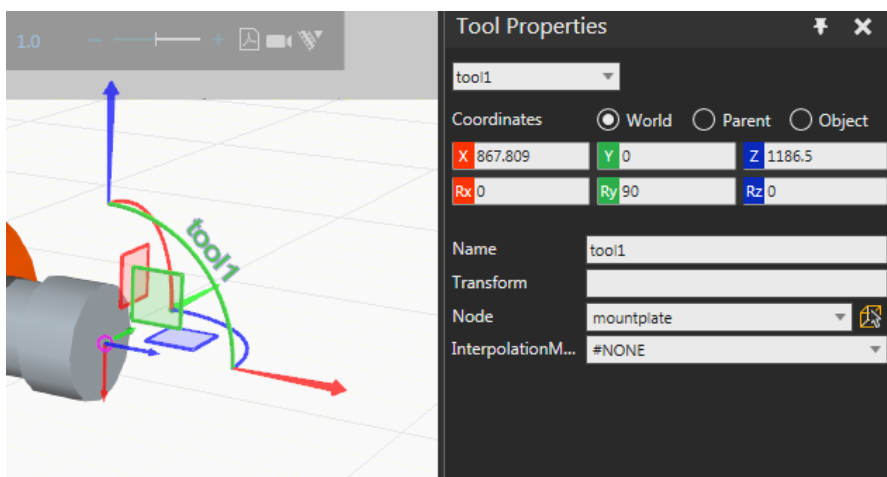 1.0
tool1
Tool Properties
tool1
Coordinates World Parent Object
X 867.809 Y 0 Z 1186.5
Rx 0 Ry 90 Rz 0
Name tool1
Transform
Node mountplate
InterpolationM... #NONE